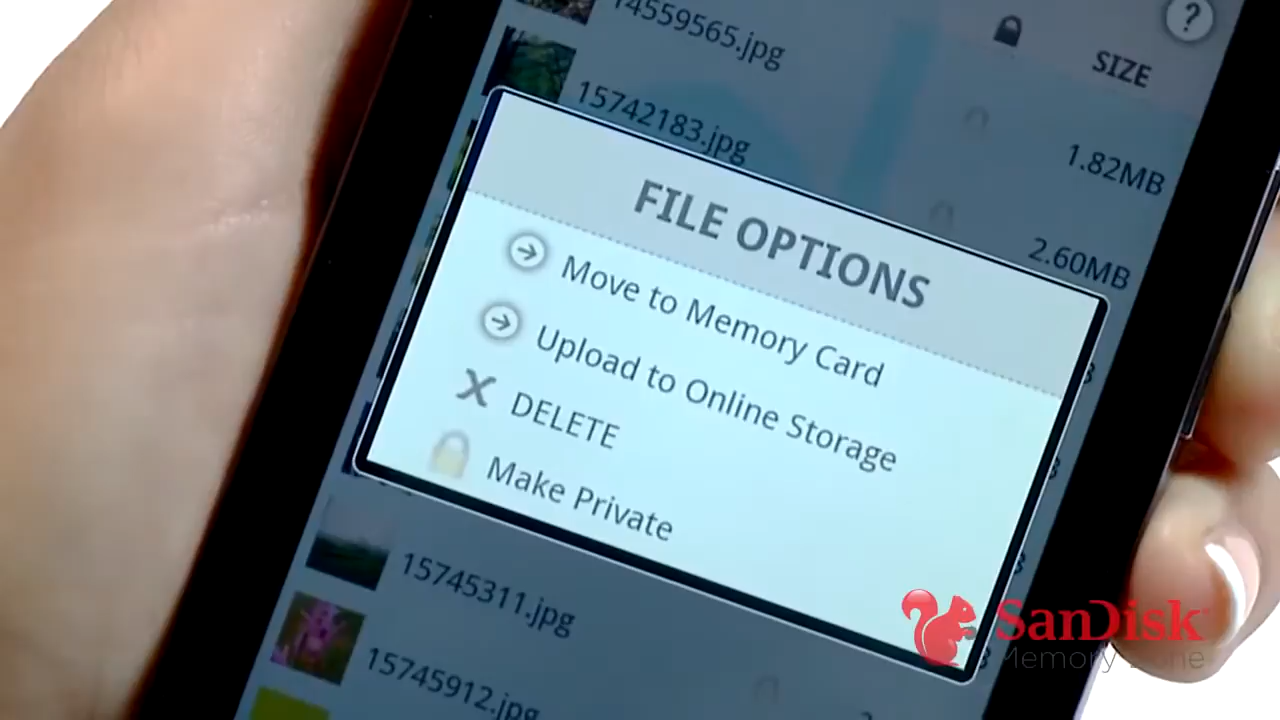 14559565.jpg
?
SIZE
15742183.jpg
1.82MB
2.60MB
FILE OPTIONS
Move to Memory Card
Upload to Online Storage
DELETE
Make Private
15745311.jpg
15745912.jpg
SanDisk
Memory Zone